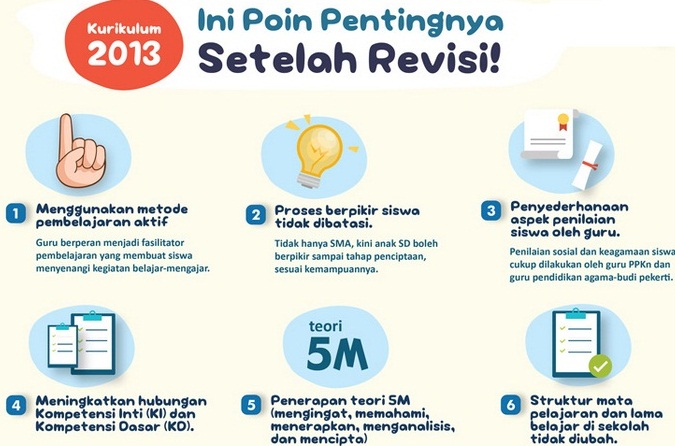 Kurikulum
2013
Ini Poin Pentingnya
Setelah Revisi!
1
Menggunakan metode
pembelajaran aktif
Guru berperan menjadi fasilitator
pembelajaran yang membuat siswa
menyenangi kegiatan belajar-mengajar.
2
Proses berpikir siswa
tidak dibatasi.
Tidak hanya SMA, kini anak SD boleh
berpikir sampai tahap penciptaan,
sesuai kemampuannya.
3
Penyederhanaan
aspek penilaian
siswa oleh guru.
Penilaian sosial dan keagamaan siswa
cukup dilakukan oleh guru PPKn dan
guru pendidikan agama-budi pekerti.
4
Meningkatkan hubungan
Kompetensi Inti (KI) dan
Kompetensi Dasar (KD).
teori
5M
5
Penerapan teori 5M
(mengingat, memahami,
menerapkan, menganalisis,
dan mencipta)
6
Struktur mata
pelajaran dan lama
belajar di sekolah
tidak diubah.